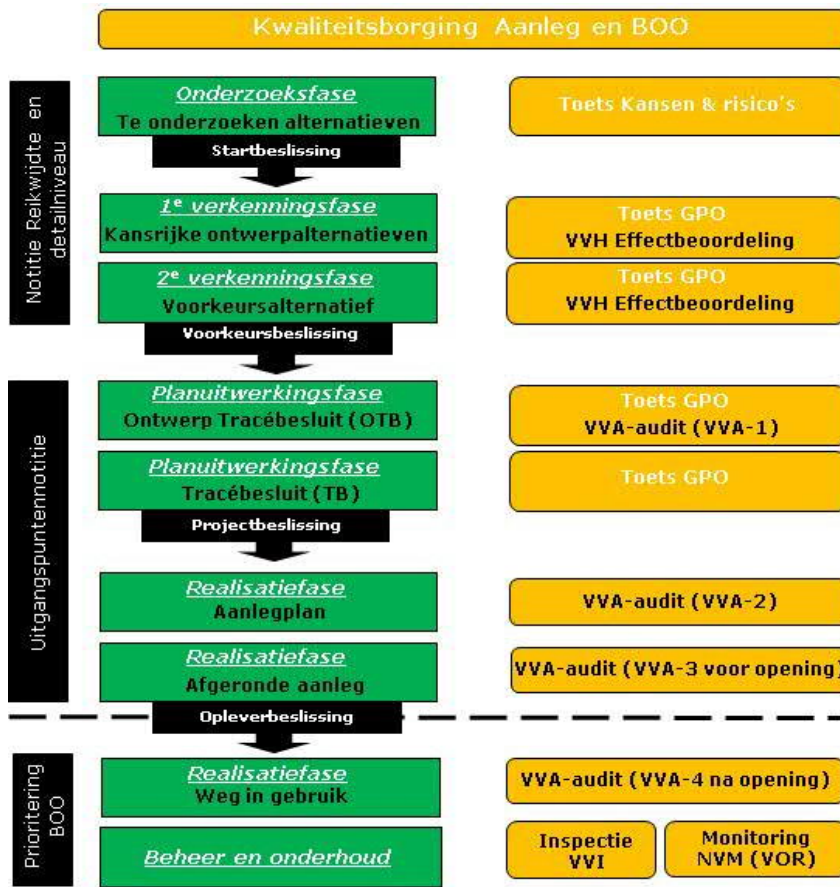 Kwaliteitsborging Aanleg en BOO
Notitie Reikwijdte en
detailniveau
Onderzoeksfase
Te onderzoeken alternatieven
Startbeslissing
Toets Kansen & risico's
1e verkenningsfase
Kansrijke ontwerpalternatieven
Toets GPO
VVH Effectbeoordeling
2e verkenningsfase
Voorkeursalternatief
Voorkeursbeslissing
Toets GPO
VVH Effectbeoordeling
Uitgangspuntennotitie
Planuitwerkingsfase
Ontwerp Tracébesluit (OTB)
Toets GPO
VVA-audit (VVA-1)
Planuitwerkingsfase
Tracébesluit (TB)
Projectbeslissing
Toets GPO
Realisatiefase
Aanlegplan
VVA-audit (VVA-2)
Realisatiefase
Afgeronde aanleg
Opleverbeslissing
VVA-audit (VVA-3 voor opening)
Prioritering
BOO
Realisatiefase
Weg in gebruik
VVA-audit (VVA-4 na opening)
Beheer en onderhoud
Inspectie
VVI
Monitoring
NVM (VOR)